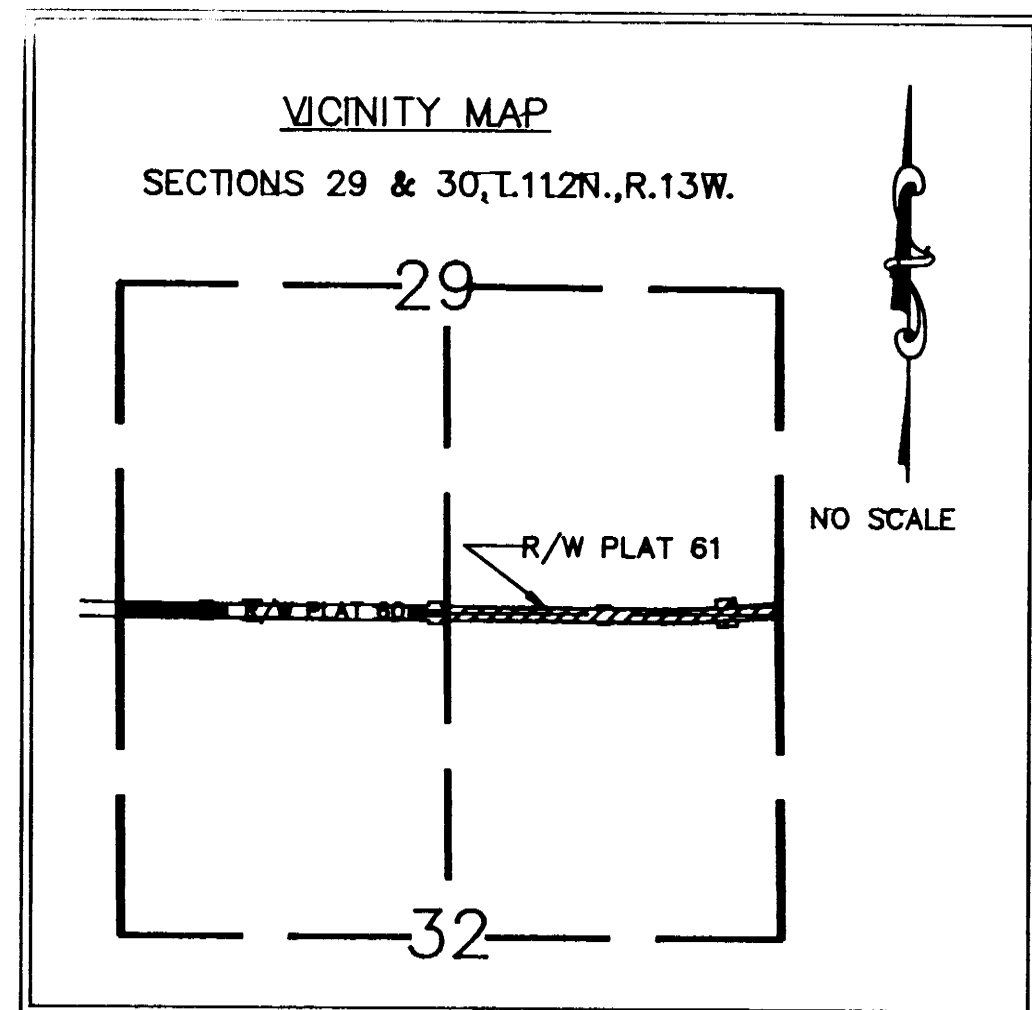 VICINITY MAP
SECTIONS 29 & 30, T.112N.,R.13W.
29
NO SCALE
R/W PLAT 61
R/W PLAT 60
32